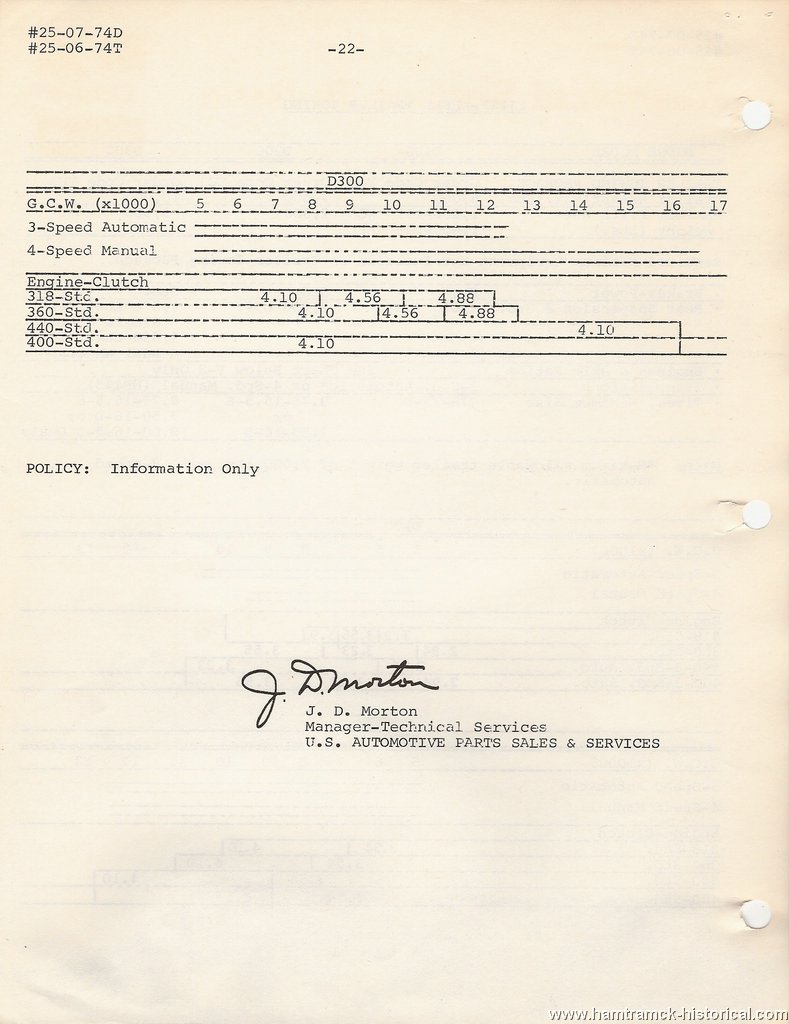 #25-07-74D
#25-06-74T
-22-
D300
G.C.W. (x1000) 5 6 7 8 9 10 11 12 13 14 15 16 17
3-Speed Automatic
4-Speed Manual
Engine-Clutch
318-Std. 4.10 4.56 4.88
360-Std. 4.10 4.56 4.88
440-Std. 4.10
400-Std. 4.10
POLICY: Information Only
J. D. Morton
J. D. Morton
Manager-Technical Services
U.S. AUTOMOTIVE PARTS SALES & SERVICES
www.hamtramck-historical.com